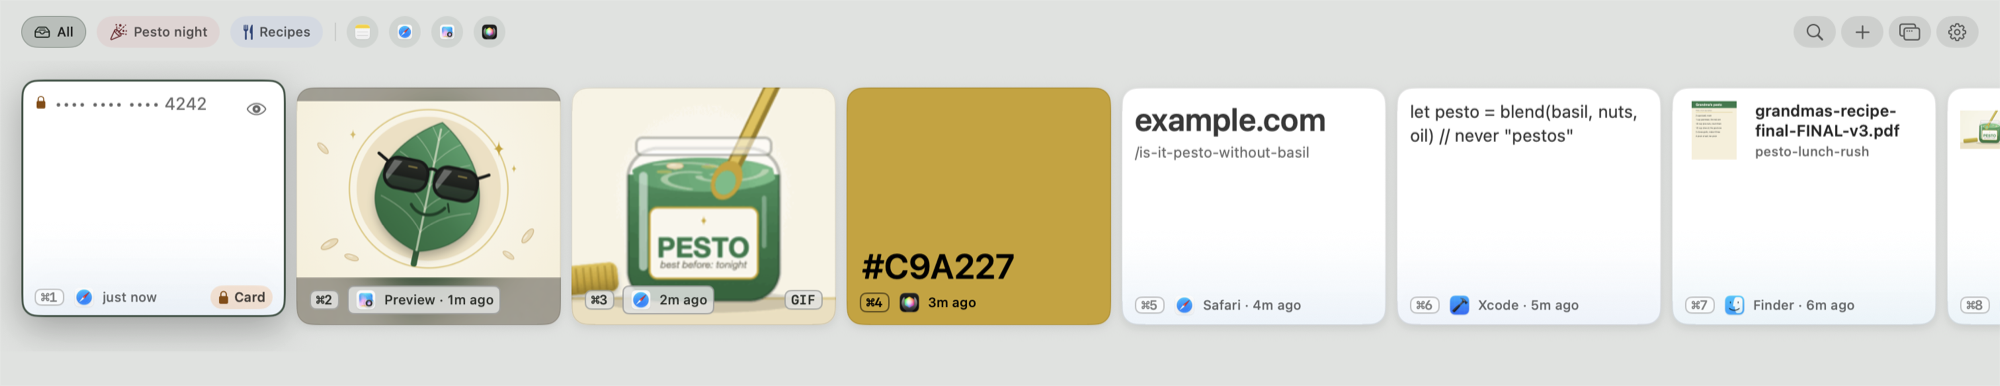 All
Pesto night
Recipes
•••• •••• •••• 4242
⌘1
just now
Card
⌘2
Preview · 1m ago
PESTO
best before: tonight
⌘3
2m ago
GIF
#C9A227
⌘4
3m ago
example.com
/is-it-pesto-without-basil
⌘5
Safari · 4m ago
let pesto = blend(basil, nuts,
oil) // never "pestos"
⌘6
Xcode · 5m ago
grandmas-recipe-
final-FINAL-v3.pdf
pesto-lunch-rush
⌘7
Finder · 6m ago
⌘8